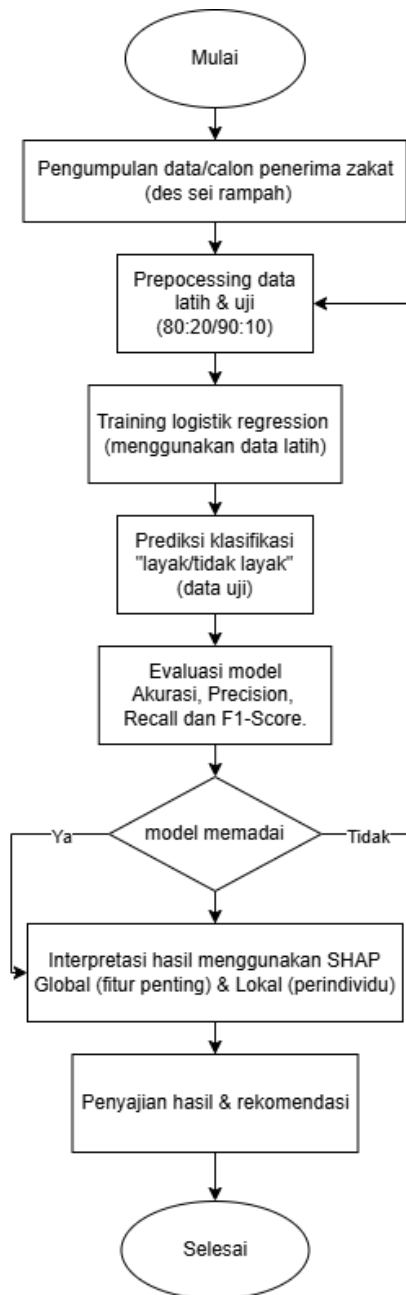 Mulai
Pengumpulan data/calon penerima zakat
(des sei rampah)
Prepocessing data
latih & uji
(80:20/90:10)
Training logistik regression
(menggunakan data latih)
Prediksi klasifikasi
"layak/tidak layak"
(data uji)
Evaluasi model
Akurasi, Precision,
Recall dan F1-Score.
Ya
model memadai
Tidak
Interpretasi hasil menggunakan SHAP
Global (fitur penting) & Lokal (perindividu)
Penyajian hasil & rekomendasi
Selesai